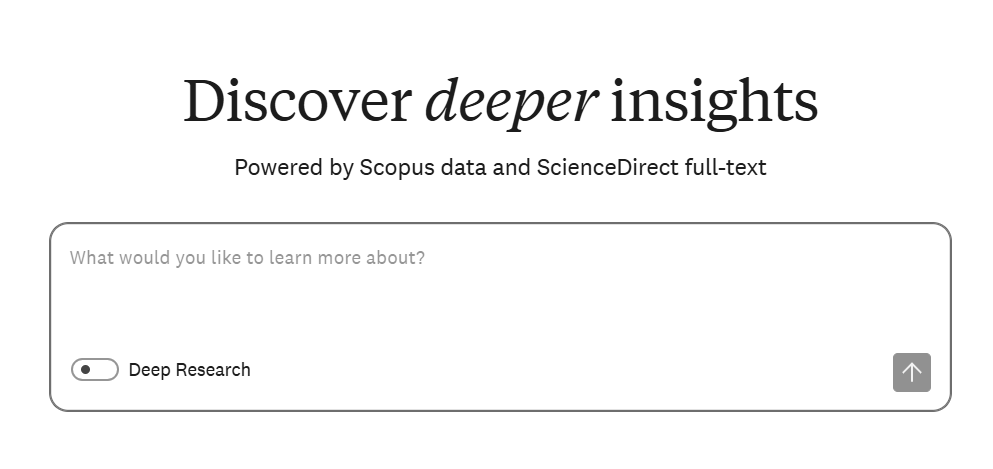 Discover deeper insights
Powered by Scopus data and ScienceDirect full-text
What would you like to learn more about?
Deep Research